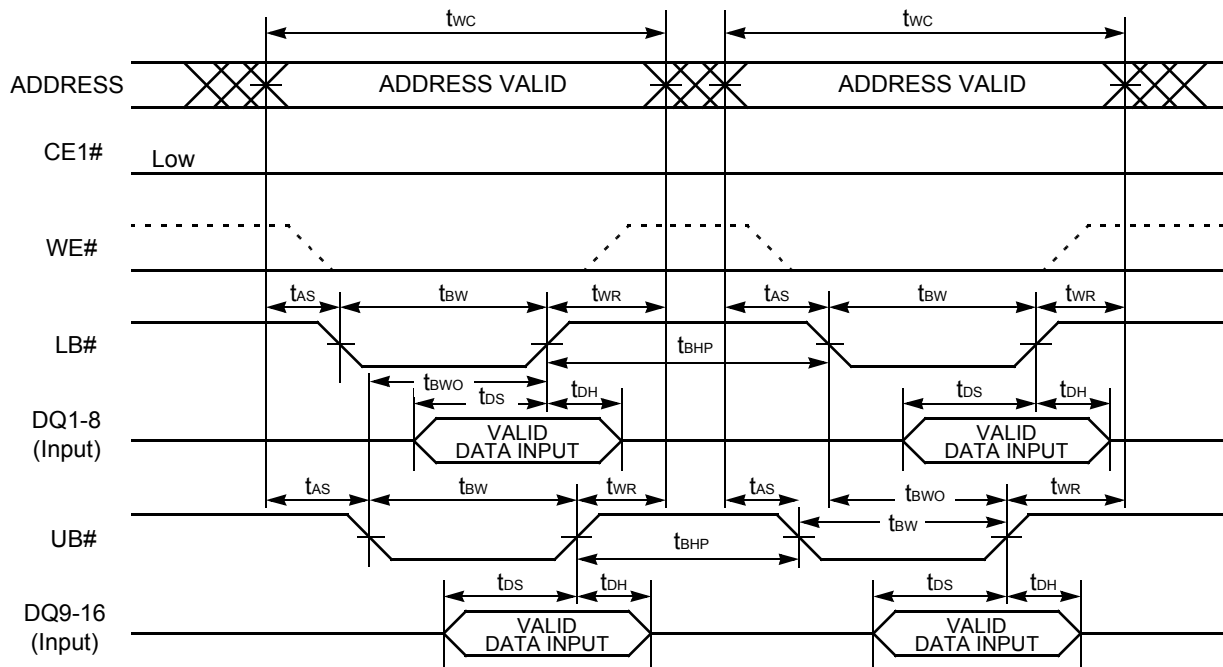 tWC tWC
ADDRESS ADDRESS VALID ADDRESS VALID
CE1# Low
WE#
tAS tBW tWR tAS tBW tWR
LB# tBHP
tBWO
tDS tDH tDS tDH
DQ1-8
(Input)
VALID
DATA INPUT
VALID
DATA INPUT
tAS tBW tWR tAS tBWO tWR
tBW
UB# tBHP
tDS tDH tDS tDH
DQ9-16
(Input)
VALID
DATA INPUT
VALID
DATA INPUT